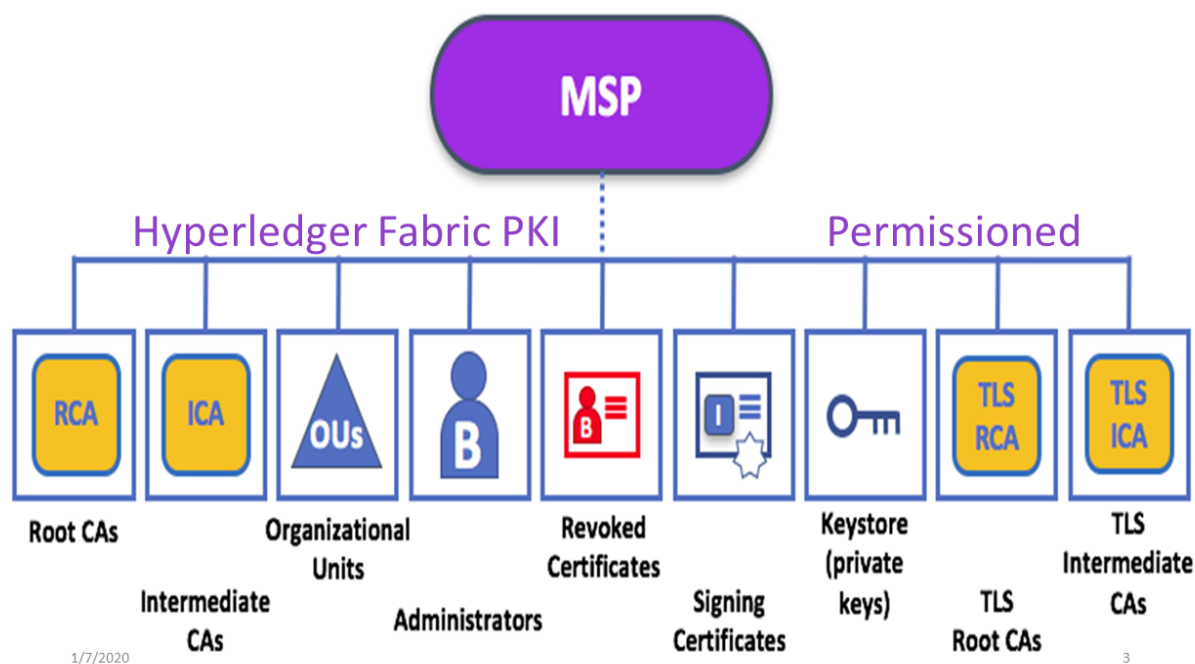 MSP
Hyperledger Fabric PKI
Permissioned
RCA
ICA
OUs
B
B
I
TLS
RCA
TLS
ICA
Root CAs
Intermediate
CAs
Organizational
Units
Administrators
Revoked
Certificates
Signing
Certificates
Keystore
(private
keys)
TLS
Root CAs
TLS
Intermediate
CAs
1/7/2020
3